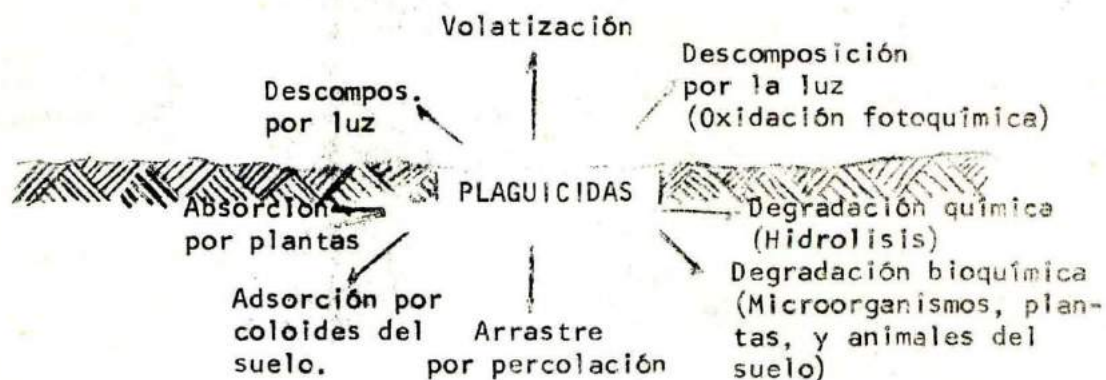 Volatización
Descomposición
por la luz
(Oxidación fotoquímica)
Descompos.
por luz
PLAGUICIDAS
Absorción
por plantas
Degradación química
(Hidrolisis)
Adsorción por
coloides del
suelo.
Arrastre
por percolación
Degradación bioquímica
(Microorganismos, plan-
tas, y animales del
suelo)